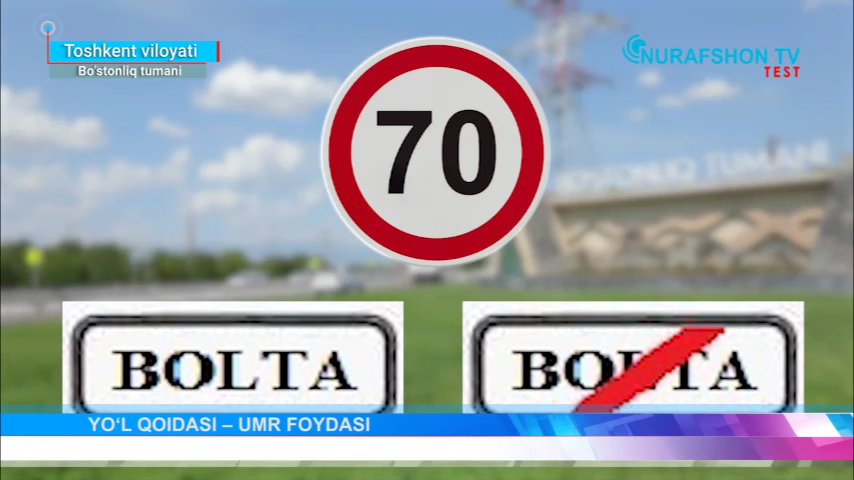 Toshkent viloyati
Bo‘stonliq tumani
NURAFSHON TV
TEST
70
BO‘STONLIQ TUMANI
BOLTA
BOLTA
YO‘L QOIDASI – UMR FOYDASI